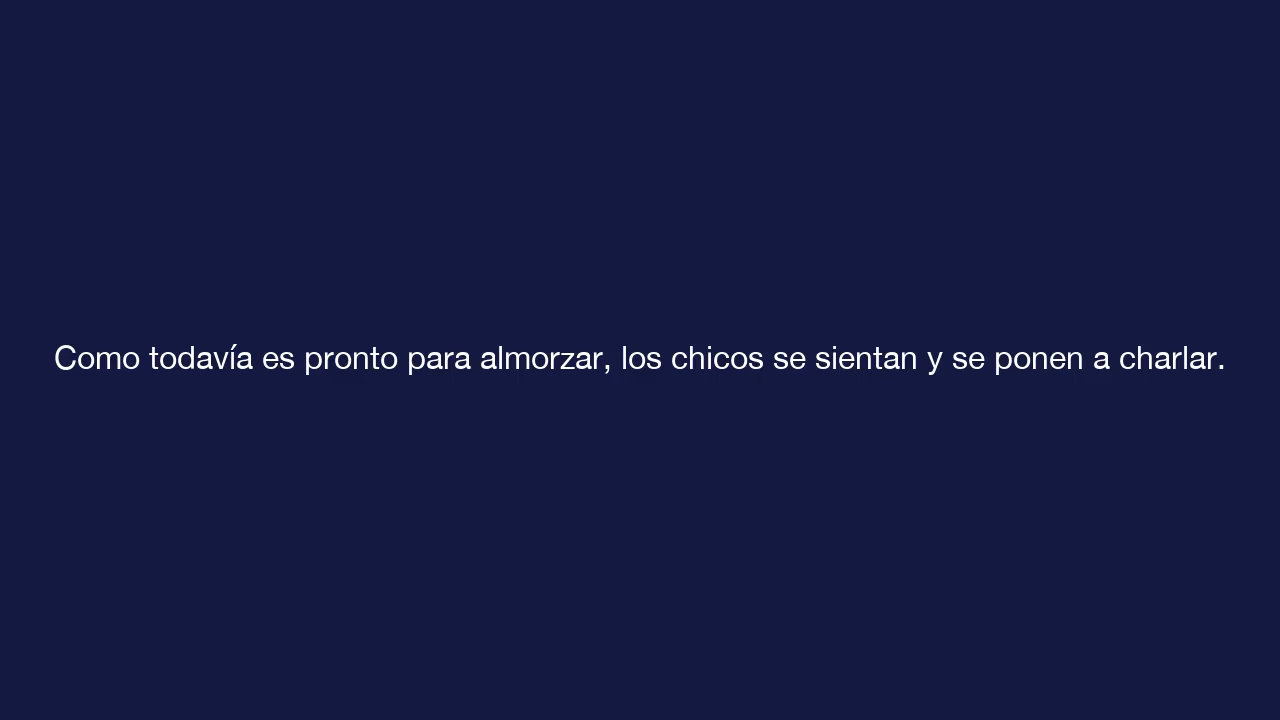 Como todavía es pronto para almorzar, los chicos se sientan y se ponen a charlar.